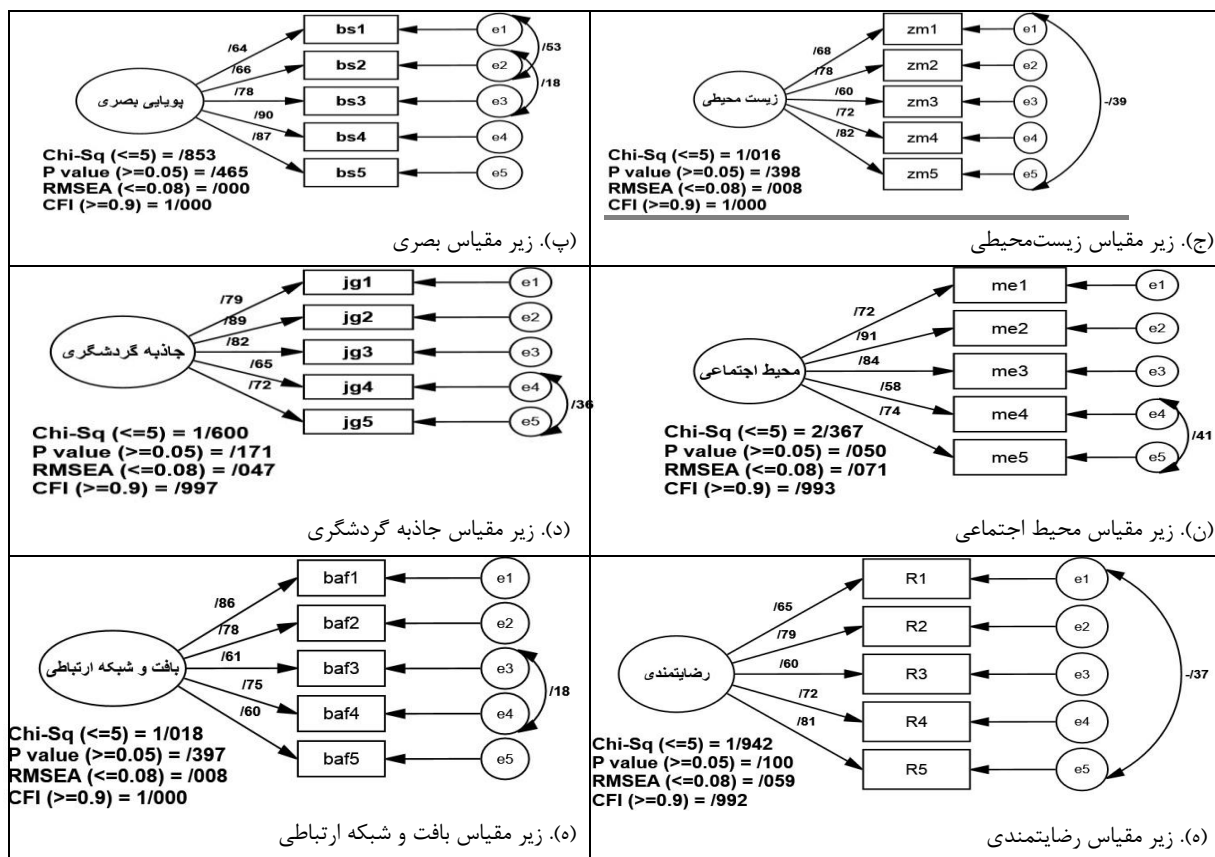 bs1
bs2
bs3
bs4
bs5
e1
e2
e3
e4
e5
/64
/66
/78
/90
/87
/53
/18
پویایی بصری
Chi-Sq (<=5) = /853
P value (>=0.05) = /465
RMSEA (<=0.08) = /000
CFI (>=0.9) = 1/000
(پ). زیر مقیاس بصری
zm1
zm2
zm3
zm4
zm5
e1
e2
e3
e4
e5
/68
/78
/60
/72
/82
-/39
زیست محیطی
Chi-Sq (<=5) = 1/016
P value (>=0.05) = /398
RMSEA (<=0.08) = /008
CFI (>=0.9) = 1/000
(ج). زیر مقیاس زیست‌محیطی
jg1
jg2
jg3
jg4
jg5
e1
e2
e3
e4
e5
/79
/89
/82
/65
/72
/36
جاذبه گردشگری
Chi-Sq (<=5) = 1/600
P value (>=0.05) = /171
RMSEA (<=0.08) = /047
CFI (>=0.9) = /997
(د). زیر مقیاس جاذبه گردشگری
me1
me2
me3
me4
me5
e1
e2
e3
e4
e5
/72
/91
/84
/58
/74
/41
محیط اجتماعی
Chi-Sq (<=5) = 2/367
P value (>=0.05) = /050
RMSEA (<=0.08) = /071
CFI (>=0.9) = /993
(ن). زیر مقیاس محیط اجتماعی
baf1
baf2
baf3
baf4
baf5
e1
e2
e3
e4
e5
/86
/78
/61
/75
/60
/18
بافت و شبکه ارتباطی
Chi-Sq (<=5) = 1/018
P value (>=0.05) = /397
RMSEA (<=0.08) = /008
CFI (>=0.9) = 1/000
(ه). زیر مقیاس بافت و شبکه ارتباطی
R1
R2
R3
R4
R5
e1
e2
e3
e4
e5
/65
/79
/60
/72
/81
-/37
رضایتمندی
Chi-Sq (<=5) = 1/942
P value (>=0.05) = /100
RMSEA (<=0.08) = /059
CFI (>=0.9) = /992
(ه). زیر مقیاس رضایتمندی